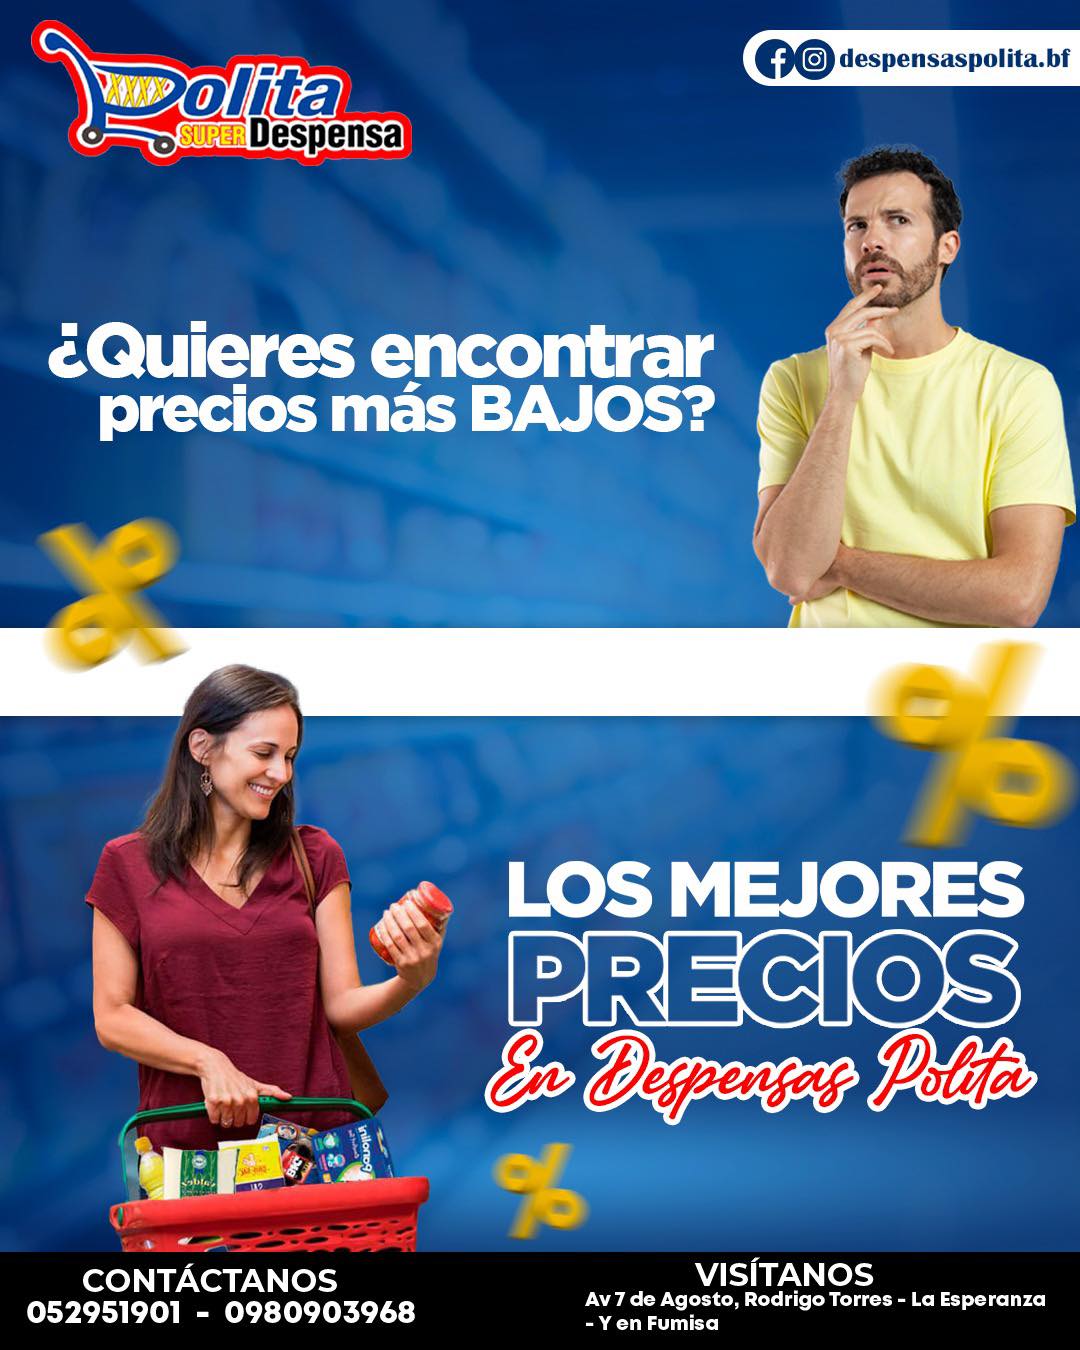 Polita
SUPER Despensa
despensaspolita.bf
¿Quieres encontrar
precios más BAJOS?
LOS MEJORES
PRECIOS
En Despensas Polita
CONTÁCTANOS
052951901 - 0980903968
VISÍTANOS
Av 7 de Agosto, Rodrigo Torres - La Esperanza
- Y en Fumisa